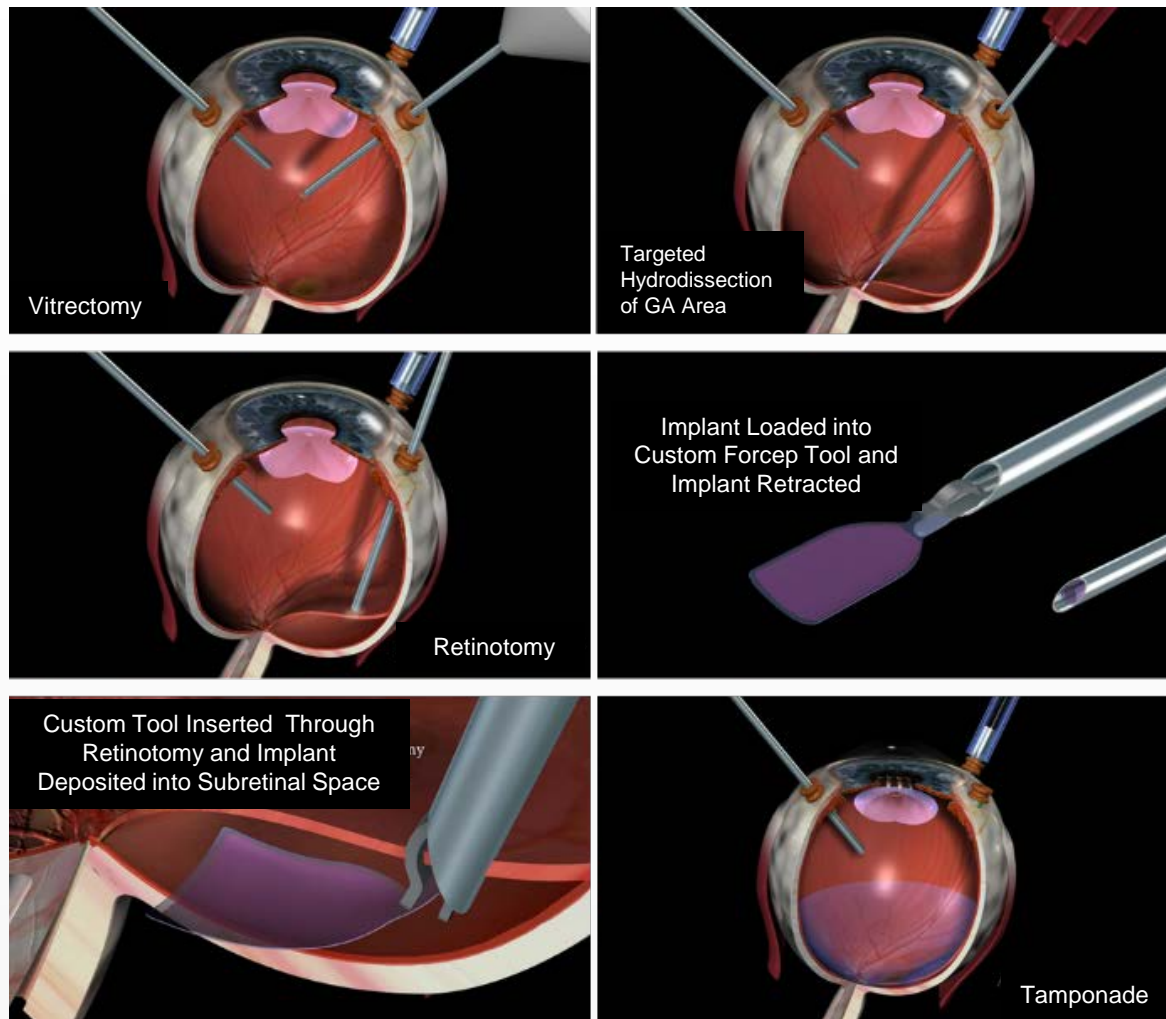 Vitrectomy
Targeted
Hydrodissection
of GA Area
Retinotomy
Implant Loaded into
Custom Forcep Tool and
Implant Retracted
Custom Tool Inserted Through
Retinotomy and Implant
Deposited into Subretinal Space
Tamponade